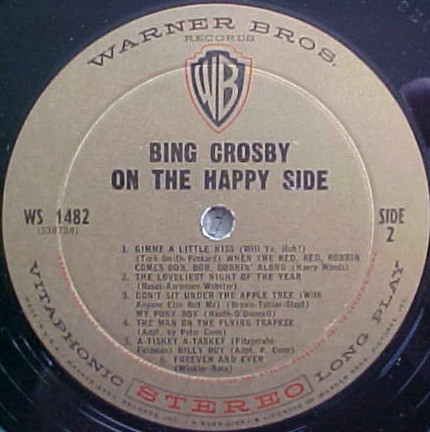 WARNER BROS.
RECORDS
WB
BING CROSBY
ON THE HAPPY SIDE
WS 1482
SIDE
2
1. GIMME A LITTLE KISS (Will Ya, Huh?)
(Turk-Smith-Pinkard) WHEN THE RED, RED, ROBBIN
COMES BOB, BOB, BOBBIN' ALONG (Harry Woods)
2. THE LOVELIEST NIGHT OF THE YEAR
(Rosas-Aaronson-Webster)
3. DON'T SIT UNDER THE APPLE TREE (With
Anyone Else But Me) (Brown-Tobias-Stept)
MY PONY BOY (Heath-O'Donnell)
4. THE MAN ON THE FLYING TRAPEZE
(Adpt. by Peter Conn)
5. A-TISKET A-TASKET (Fitzgerald-
Feldman) BILLY BOY (Adpt. P. Conn)
6. FOREVER AND EVER
(Winkler-Rosa)
VITAPHONIC STEREO LONG PLAY